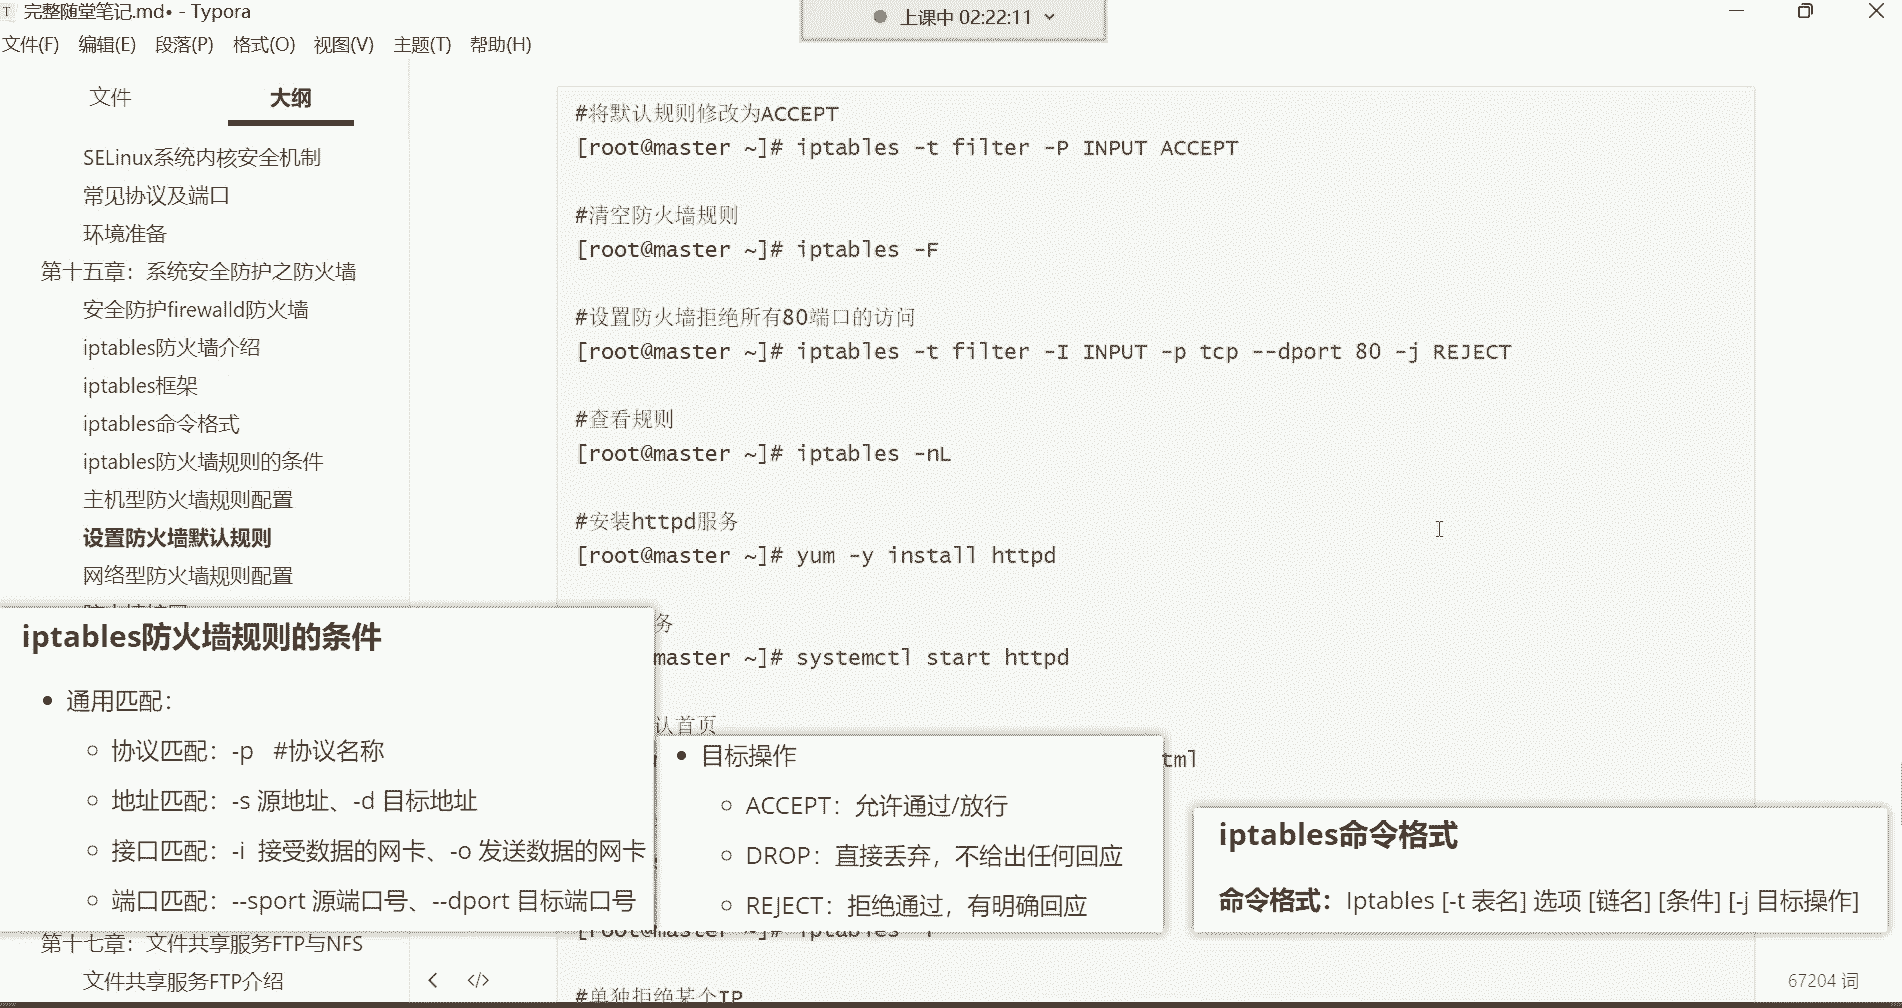 完整随堂笔记.md• - Typora
上课中 02:22:11
文件(F) 编辑(E) 段落(P) 格式(O) 视图(V) 主题(T) 帮助(H)
文件 大纲
SELinux系统内核安全机制
常见协议及端口
环境准备
第十五章：系统安全防护之防火墙
安全防护firewalld防火墙
iptables防火墙介绍
iptables框架
iptables命令格式
iptables防火墙规则的条件
主机型防火墙规则配置
设置防火墙默认规则
网络型防火墙规则配置
第十七章：文件共享服务FTP与NFS
文件共享服务FTP介绍
#将默认规则修改为ACCEPT
[root@master ~]# iptables -t filter -P INPUT ACCEPT
#清空防火墙规则
[root@master ~]# iptables -F
#设置防火墙拒绝所有80端口的访问
[root@master ~]# iptables -t filter -I INPUT -p tcp --dport 80 -j REJECT
#查看规则
[root@master ~]# iptables -nL
#安装httpd服务
[root@master ~]# yum -y install httpd
务
master ~]# systemctl start httpd
认首页
tml
[root@master ~]# iptables -F
#单独拒绝某个IP
iptables防火墙规则的条件
• 通用匹配：
◦ 协议匹配：-p #协议名称
◦ 地址匹配：-s 源地址、-d 目标地址
◦ 接口匹配：-i 接受数据的网卡、-o 发送数据的网卡
◦ 端口匹配：--sport 源端口号、--dport 目标端口号
• 目标操作
◦ ACCEPT：允许通过/放行
◦ DROP：直接丢弃，不给出任何回应
◦ REJECT：拒绝通过，有明确回应
iptables命令格式
命令格式：Iptables [-t 表名] 选项 [链名] [条件] [-j 目标操作]
67204 词